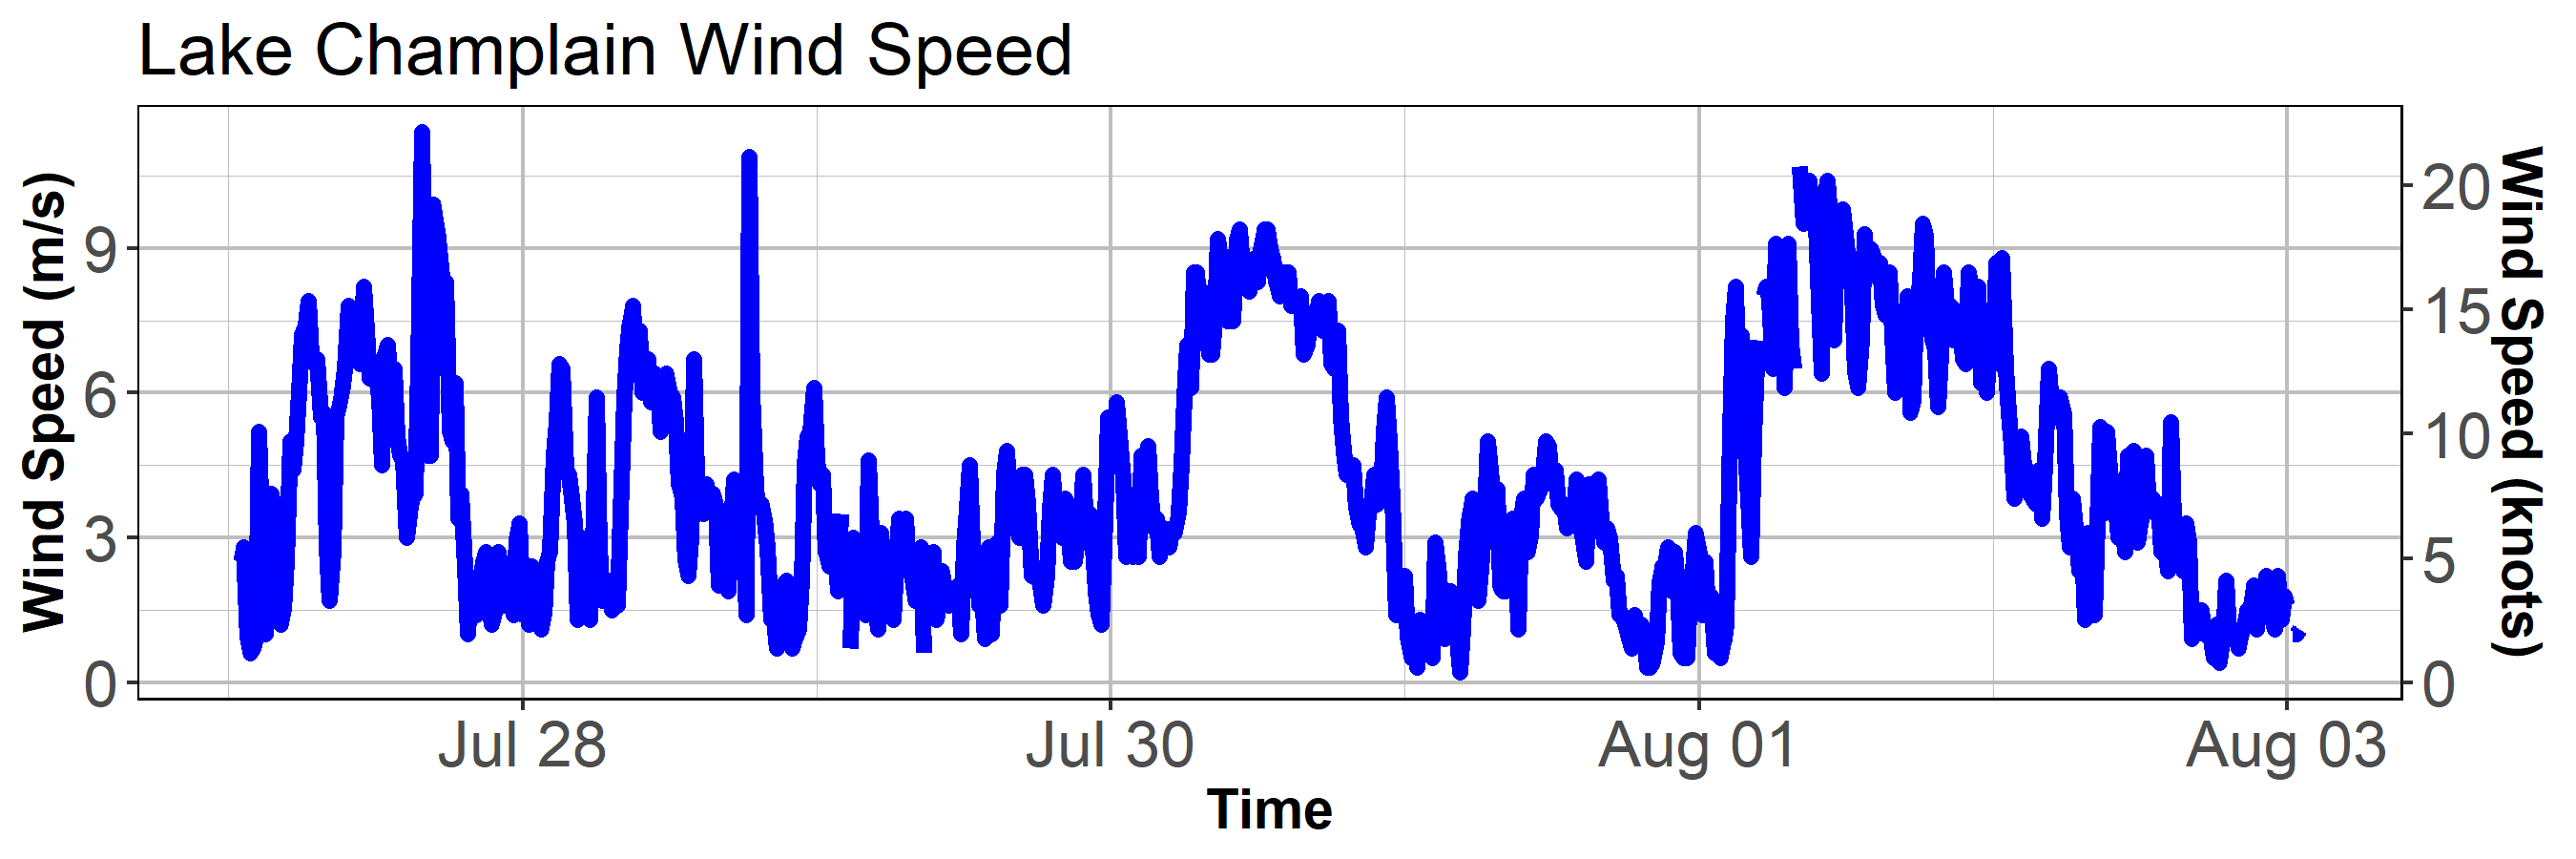 Lake Champlain Wind Speed
Wind Speed (m/s)
9
6
3
0
20
15
10
5
0
Wind Speed (knots)
Jul 28
Jul 30
Aug 01
Aug 03
Time